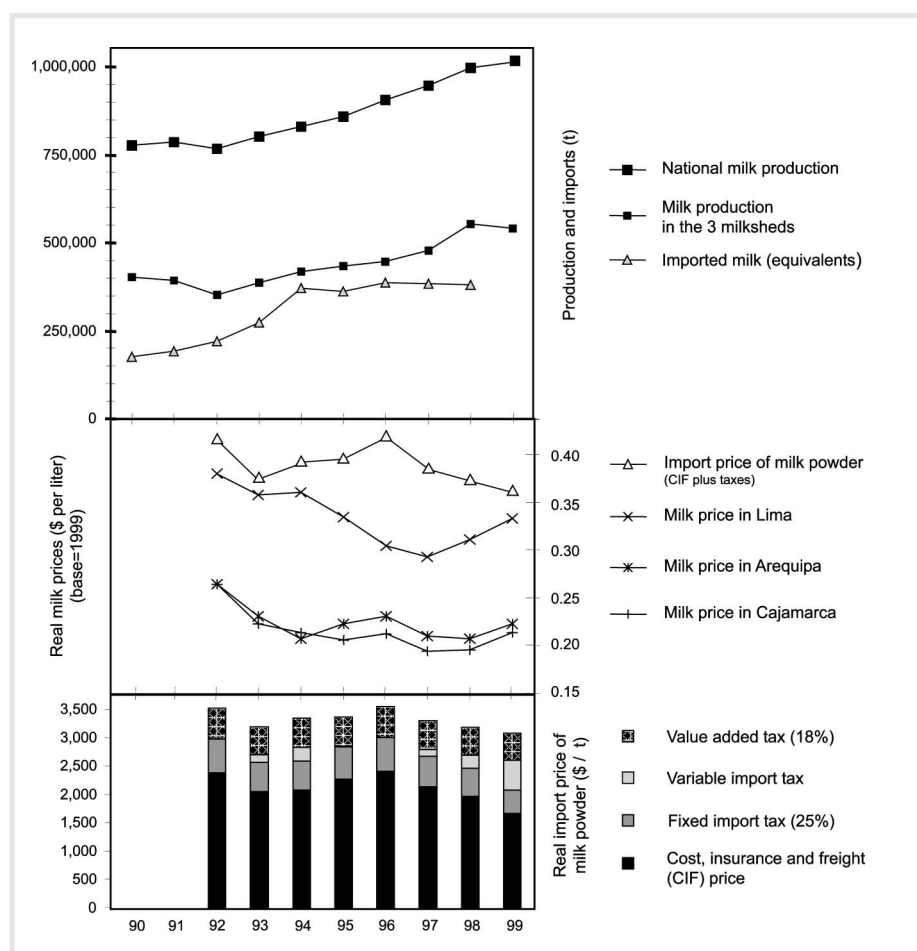 1,000,000
750,000
500,000
250,000
0
Production and imports (t)
National milk production
Milk production
in the 3 milksheds
Imported milk (equivalents)
Real milk prices ($ per liter)
(base=1999)
0.40
0.35
0.30
0.25
0.20
0.15
Import price of milk powder
(CIF plus taxes)
Milk price in Lima
Milk price in Arequipa
Milk price in Cajamarca
3,500
3,000
2,500
2,000
1,500
1,000
500
0
90 91 92 93 94 95 96 97 98 99
Real import price of
milk powder ($ / t)
Value added tax (18%)
Variable import tax
Fixed import tax (25%)
Cost, insurance and freight
(CIF) price